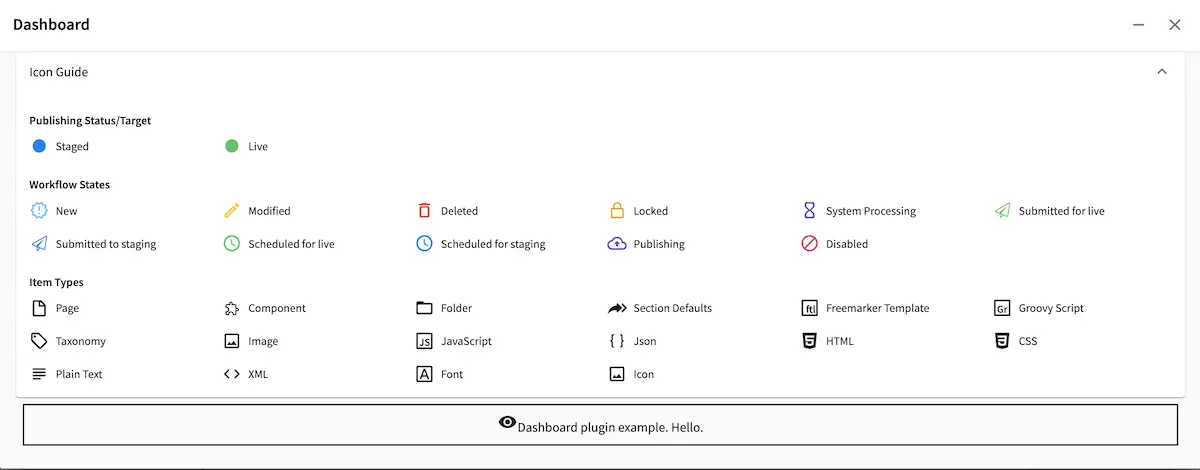 Dashboard
Icon Guide
Publishing Status/Target
Staged Live
Workflow States
New Modified Deleted Locked System Processing Submitted for live
Submitted to staging Scheduled for live Scheduled for staging Publishing Disabled
Item Types
Page Component Folder Section Defaults ftl Freemarker Template Gr Groovy Script
Taxonomy Image JS JavaScript { } Json HTML CSS
Plain Text <> XML A Font Icon
Dashboard plugin example. Hello.